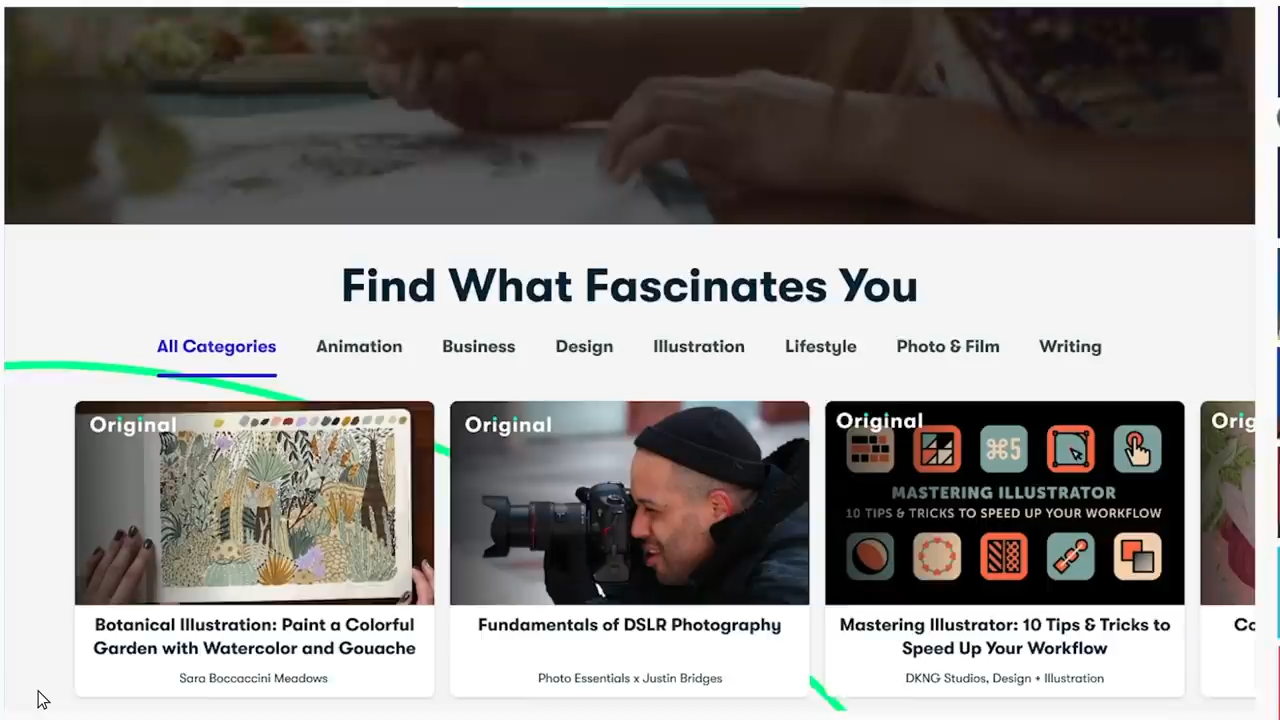 Find What Fascinates You
All Categories Animation Business Design Illustration Lifestyle Photo & Film Writing
Original
Original
Original
Orig
⌘5
MASTERING ILLUSTRATOR
10 TIPS & TRICKS TO SPEED UP YOUR WORKFLOW
Botanical Illustration: Paint a Colorful
Garden with Watercolor and Gouache
Sara Boccaccini Meadows
Fundamentals of DSLR Photography
Photo Essentials x Justin Bridges
Mastering Illustrator: 10 Tips & Tricks to
Speed Up Your Workflow
DKNG Studios, Design + Illustration
Co